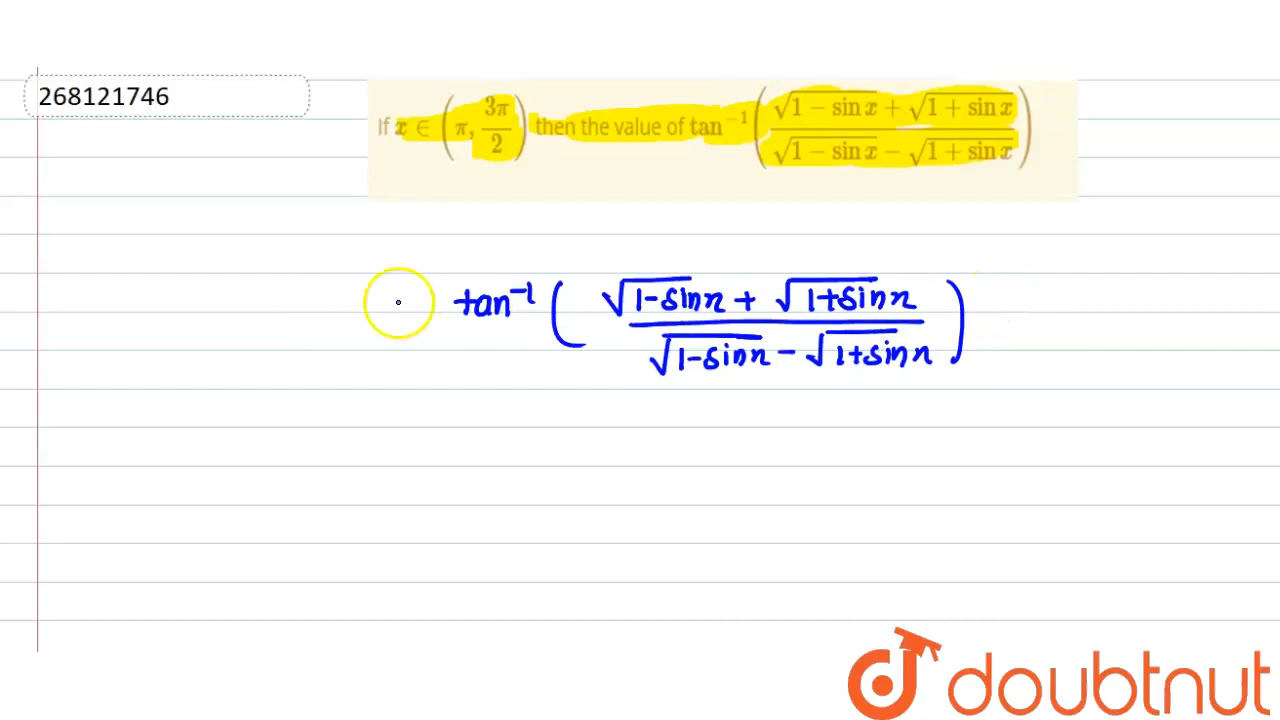 268121746
If x ∈ (π, 3π/2) then the value of tan⁻¹((√(1 − sin x) + √(1 + sin x))/(√(1 − sin x) − √(1 + sin x)))
tan⁻¹((√(1-sinx) + √(1+sinx))/(√(1-sinx) - √(1+sinx)))
doubtnut